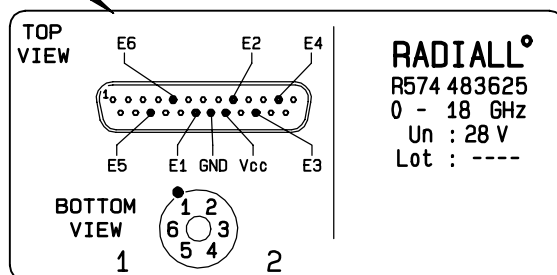 TOP
VIEW
E6 E2 E4
1
E5 E1 GND Vcc E3
BOTTOM
VIEW
1 2
6 3
5 4
1 2
RADIALL°
R574 483625
0 - 18 GHz
Un : 28 V
Lot : ----